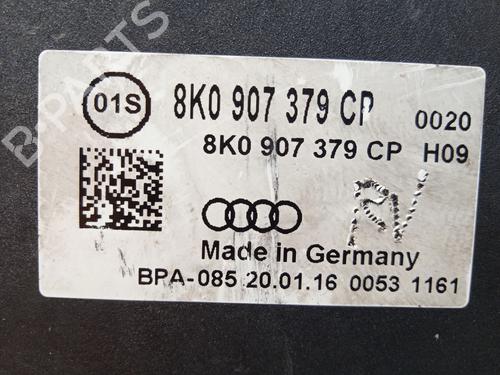 B-PARTS
01S
8K0 907 379 CP 0020
8K0 907 379 CP H09
Made in Germany
BPA-085 20.01.16 0053 1161